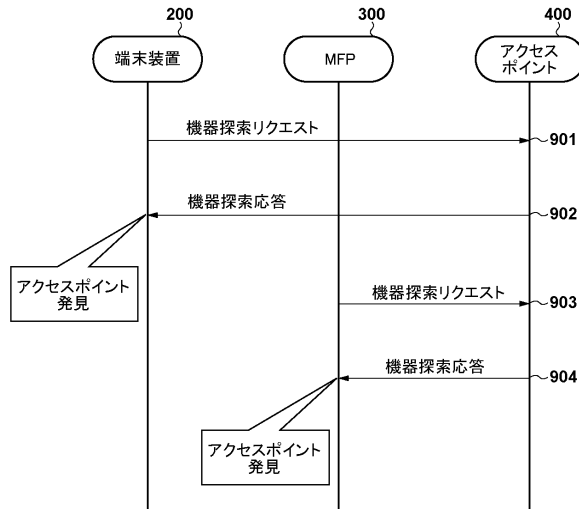 200
300
400
端末装置
MFP
アクセス
ポイント
機器探索リクエスト
901
機器探索応答
902
アクセスポイント
発見
機器探索リクエスト
903
機器探索応答
904
アクセスポイント
発見